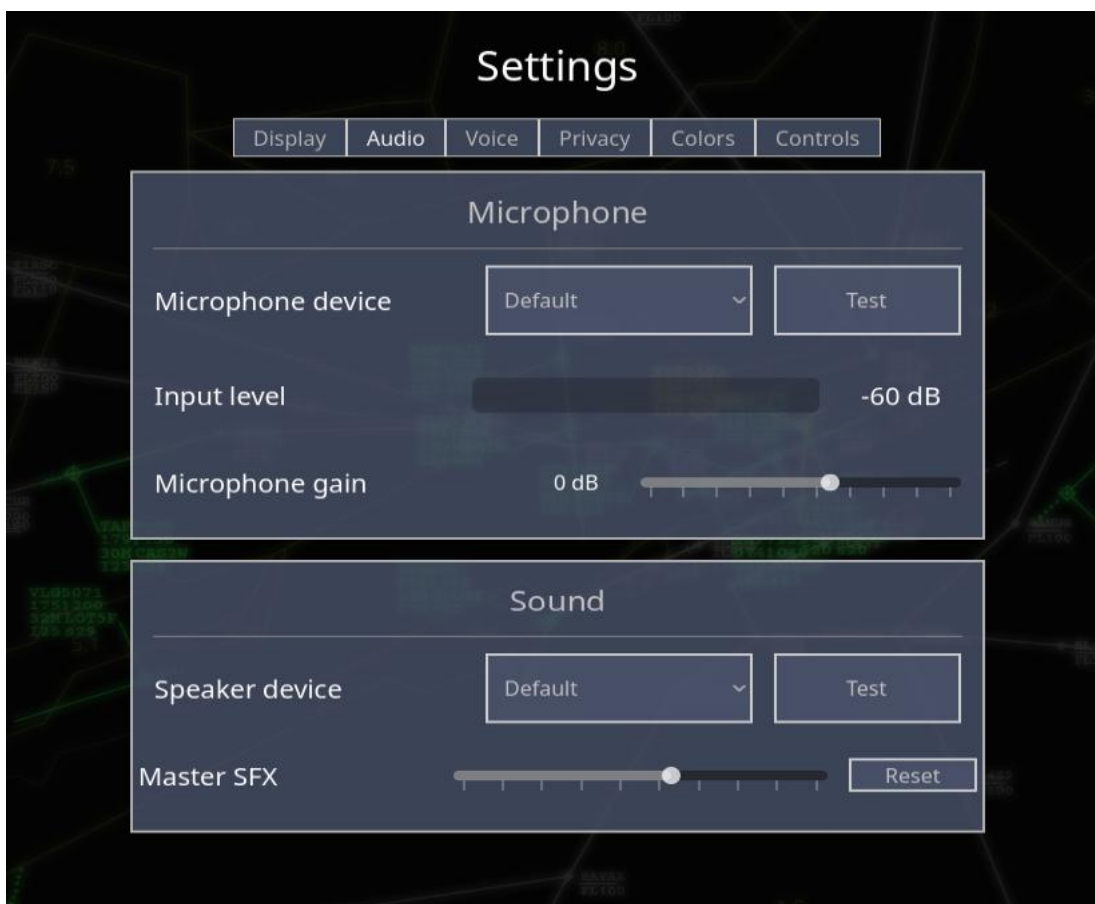 Settings
Display Audio Voice Privacy Colors Controls
Microphone
Microphone device Default Test
Input level -60 dB
Microphone gain 0 dB
Sound
VLG5071
Speaker device Default Test
Master SFX Reset